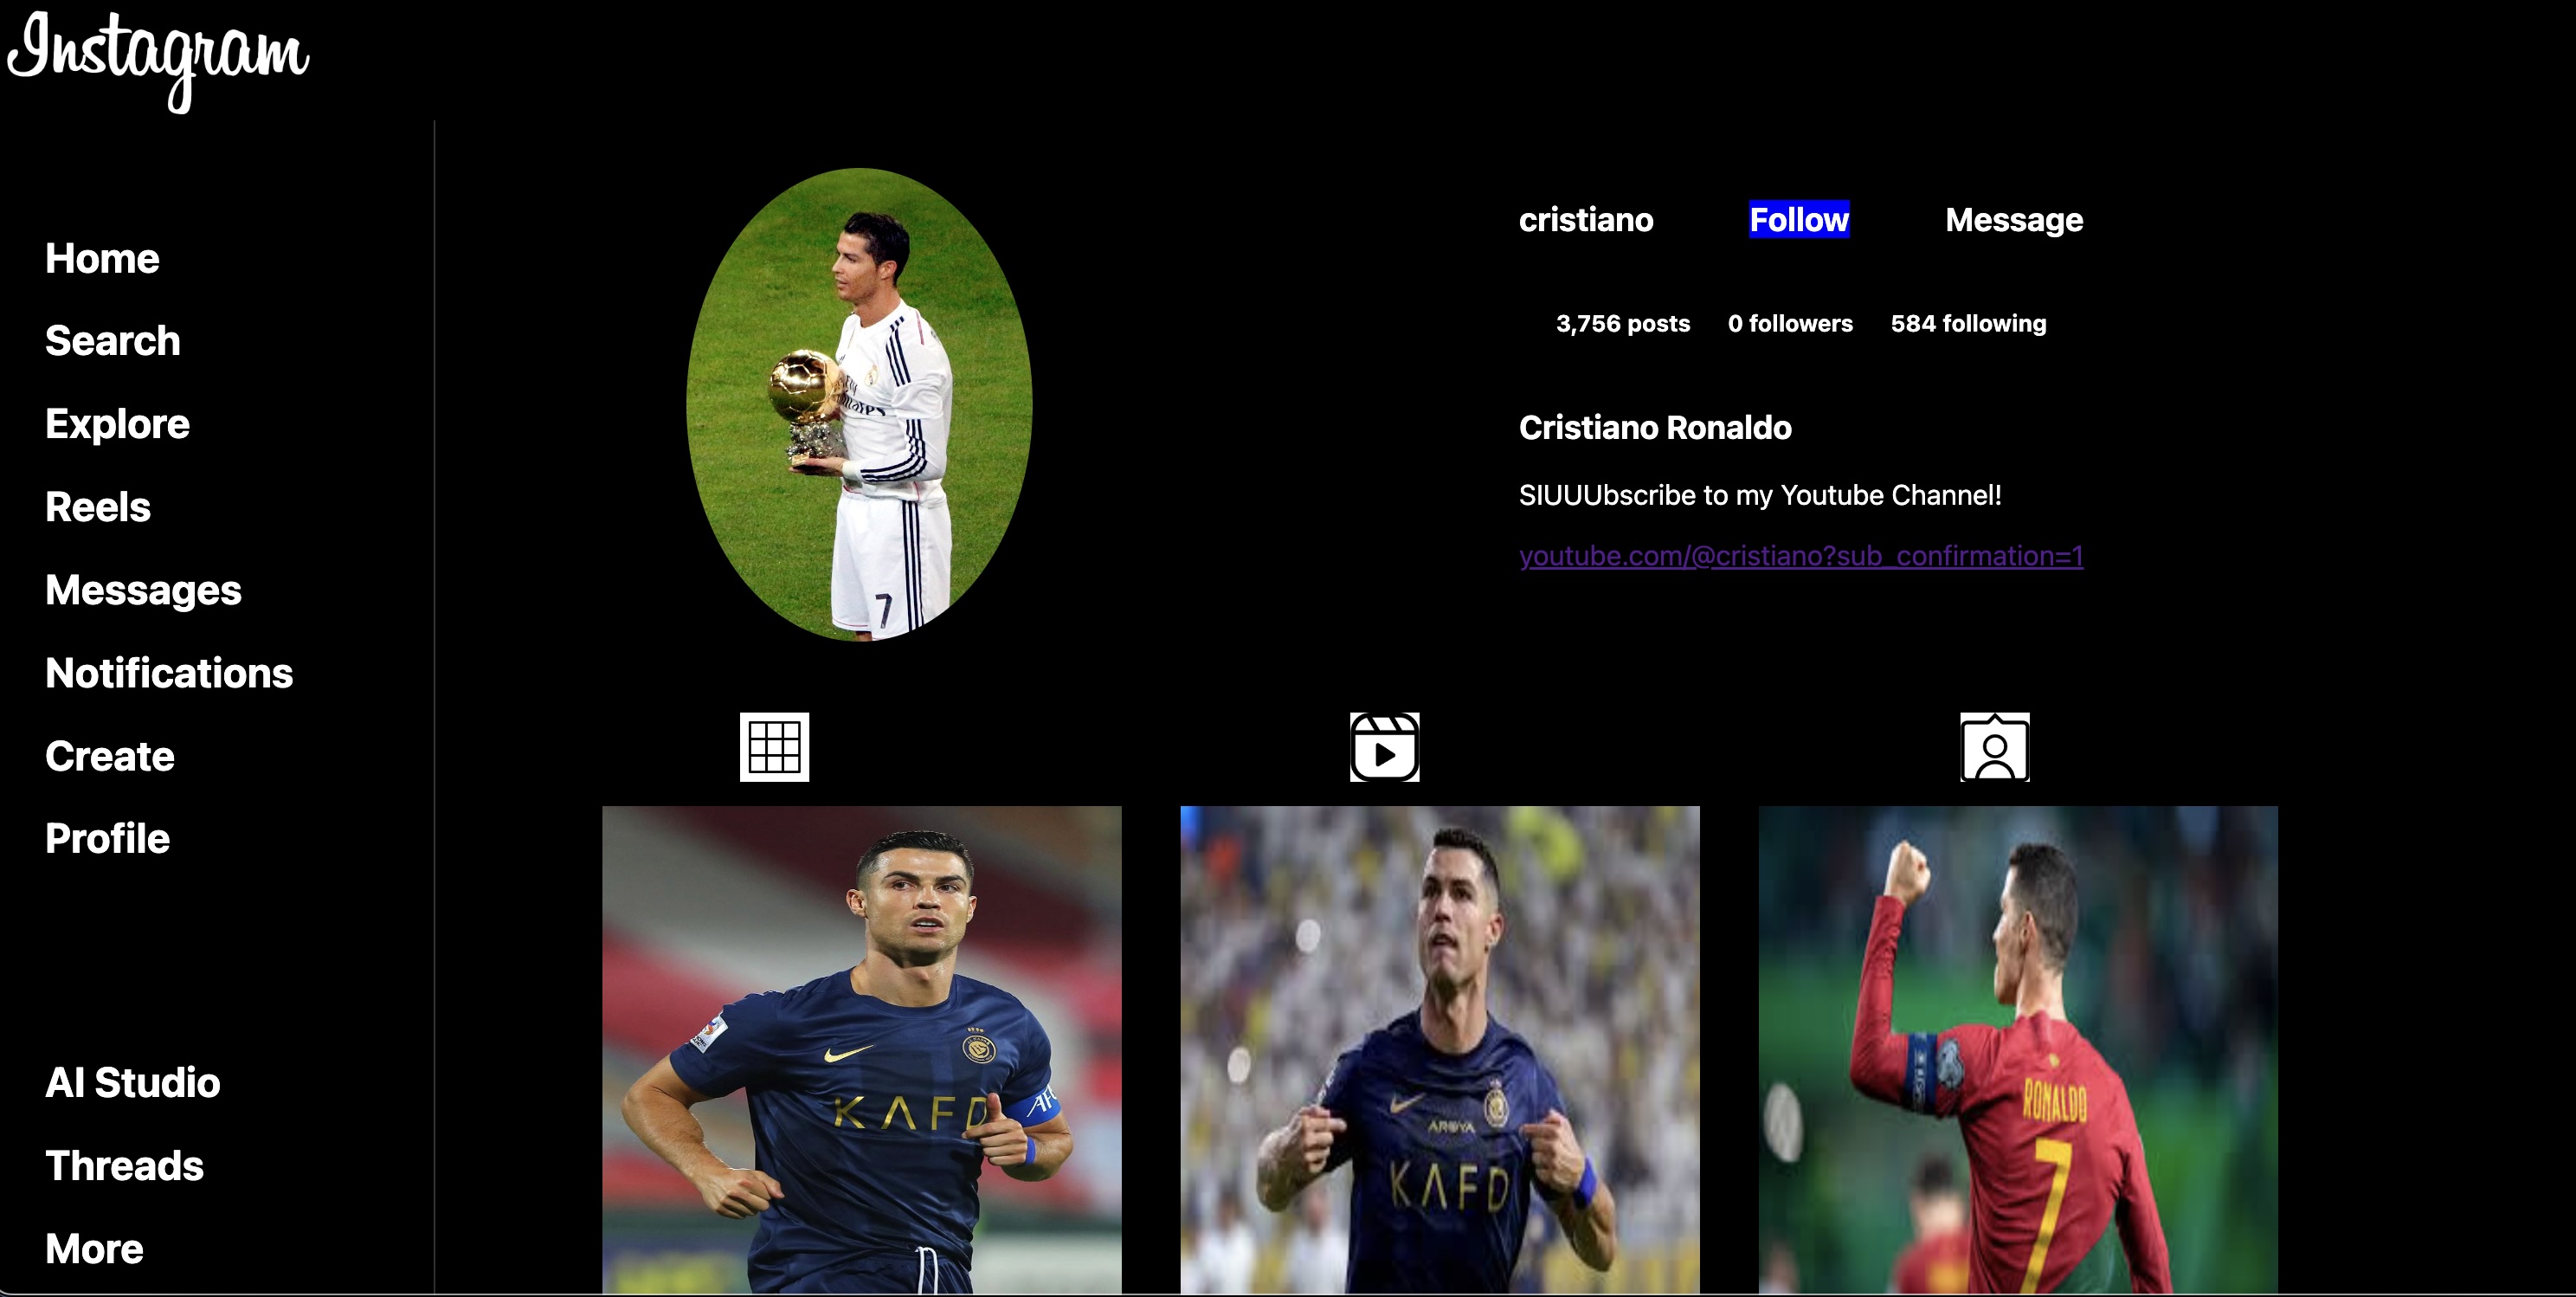 Instagram
Home
Search
Explore
Reels
Messages
Notifications
Create
Profile
AI Studio
Threads
More
cristiano Follow Message
3,756 posts 0 followers 584 following
Cristiano Ronaldo
SIUUUbscribe to my Youtube Channel!
youtube.com/@cristiano?sub_confirmation=1
7
KAFD
AROYA
KAFD
RONALDO
7